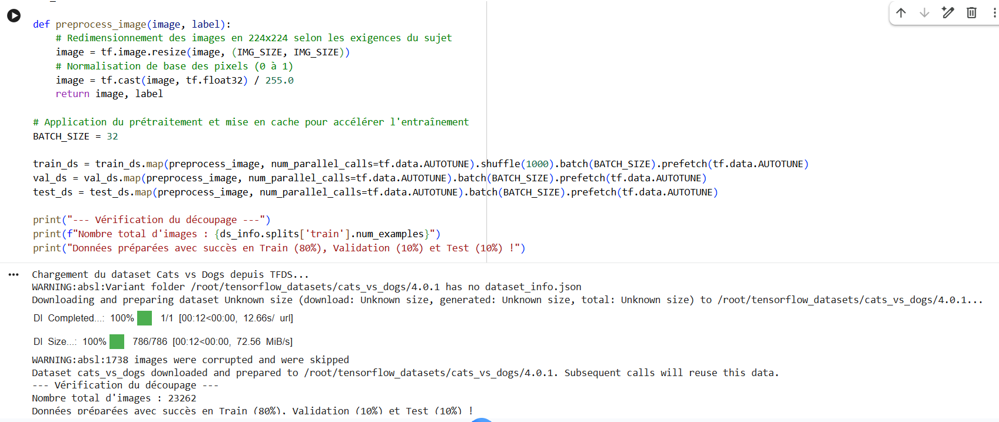 def preprocess_image(image, label):
    # Redimensionnement des images en 224x224 selon les exigences du sujet
    image = tf.image.resize(image, (IMG_SIZE, IMG_SIZE))
    # Normalisation de base des pixels (0 à 1)
    image = tf.cast(image, tf.float32) / 255.0
    return image, label
# Application du prétraitement et mise en cache pour accélérer l'entraînement
BATCH_SIZE = 32
train_ds = train_ds.map(preprocess_image, num_parallel_calls=tf.data.AUTOTUNE).shuffle(1000).batch(BATCH_SIZE).prefetch(tf.data.AUTOTUNE)
val_ds = val_ds.map(preprocess_image, num_parallel_calls=tf.data.AUTOTUNE).batch(BATCH_SIZE).prefetch(tf.data.AUTOTUNE)
test_ds = test_ds.map(preprocess_image, num_parallel_calls=tf.data.AUTOTUNE).batch(BATCH_SIZE).prefetch(tf.data.AUTOTUNE)
print("--- Vérification du découpage ---")
print(f"Nombre total d'images : {ds_info.splits['train'].num_examples}")
print("Données préparées avec succès en Train (80%), Validation (10%) et Test (10%) !")
Chargement du dataset Cats vs Dogs depuis TFDS...
WARNING:absl:Variant folder /root/tensorflow_datasets/cats_vs_dogs/4.0.1 has no dataset_info.json
Downloading and preparing dataset Unknown size (download: Unknown size, generated: Unknown size, total: Unknown size) to /root/tensorflow_datasets/cats_vs_dogs/4.0.1...
Dl Completed...: 100% 1/1 [00:12<00:00, 12.66s/ url]
Dl Size...: 100% 786/786 [00:12<00:00, 72.56 MiB/s]
WARNING:absl:1738 images were corrupted and were skipped
Dataset cats_vs_dogs downloaded and prepared to /root/tensorflow_datasets/cats_vs_dogs/4.0.1. Subsequent calls will reuse this data.
--- Vérification du découpage ---
Nombre total d'images : 23262
Données préparées avec succès en Train (80%), Validation (10%) et Test (10%) !